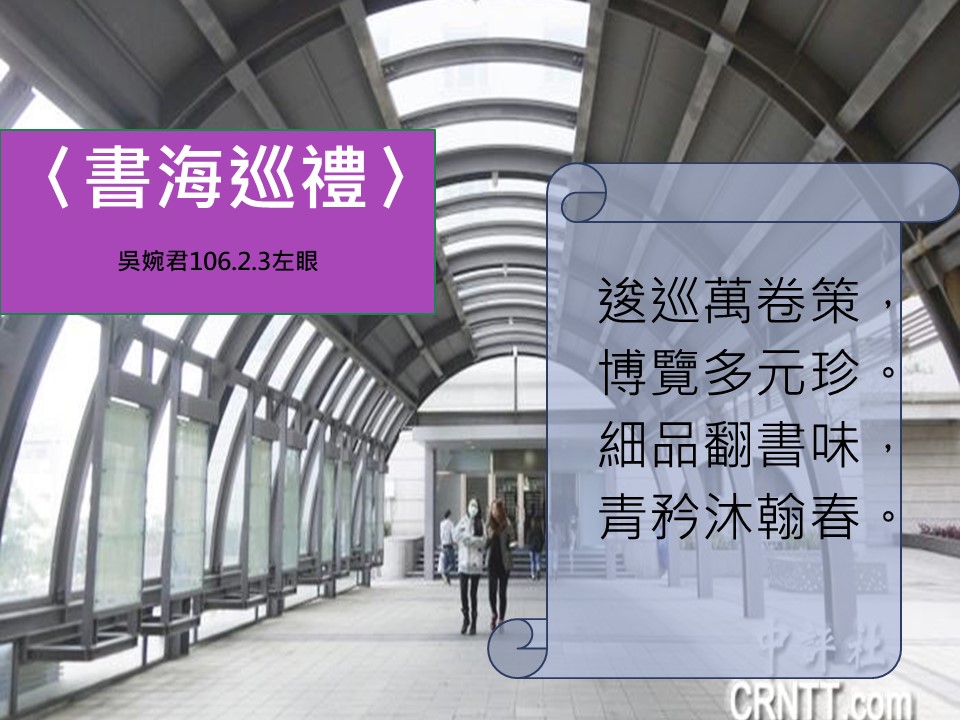 〈書海巡禮〉
吳婉君106.2.3左眼
逡巡萬卷策，
博覽多元珍。
細品翻書味，
青矜沐翰春。
中評社
CRNTT.com